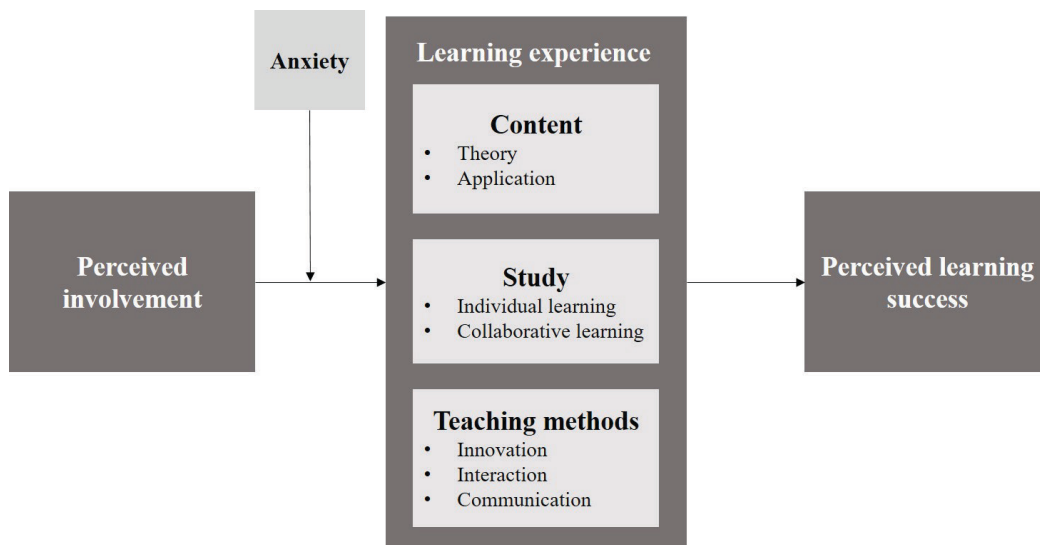 Anxiety
Learning experience
Content
• Theory
• Application
Perceived
involvement
Study
• Individual learning
• Collaborative learning
Perceived learning
success
Teaching methods
• Innovation
• Interaction
• Communication